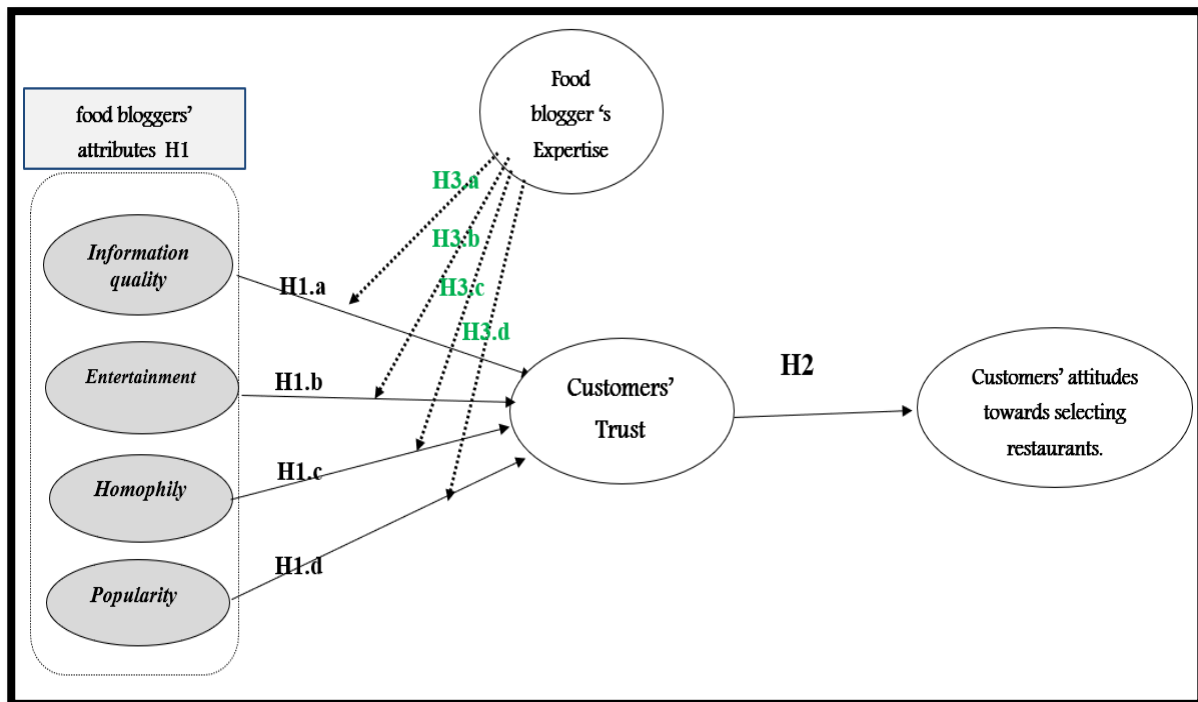 Food
blogger ‘s
Expertise
food bloggers’
attributes H1
H3.a
Information
quality
H3.b
H1.a
H3.c
H3.d
Entertainment
H1.b
Customers’
Trust
H2
Customers’ attitudes
towards selecting
restaurants.
Homophily
H1.c
H1.d
Popularity